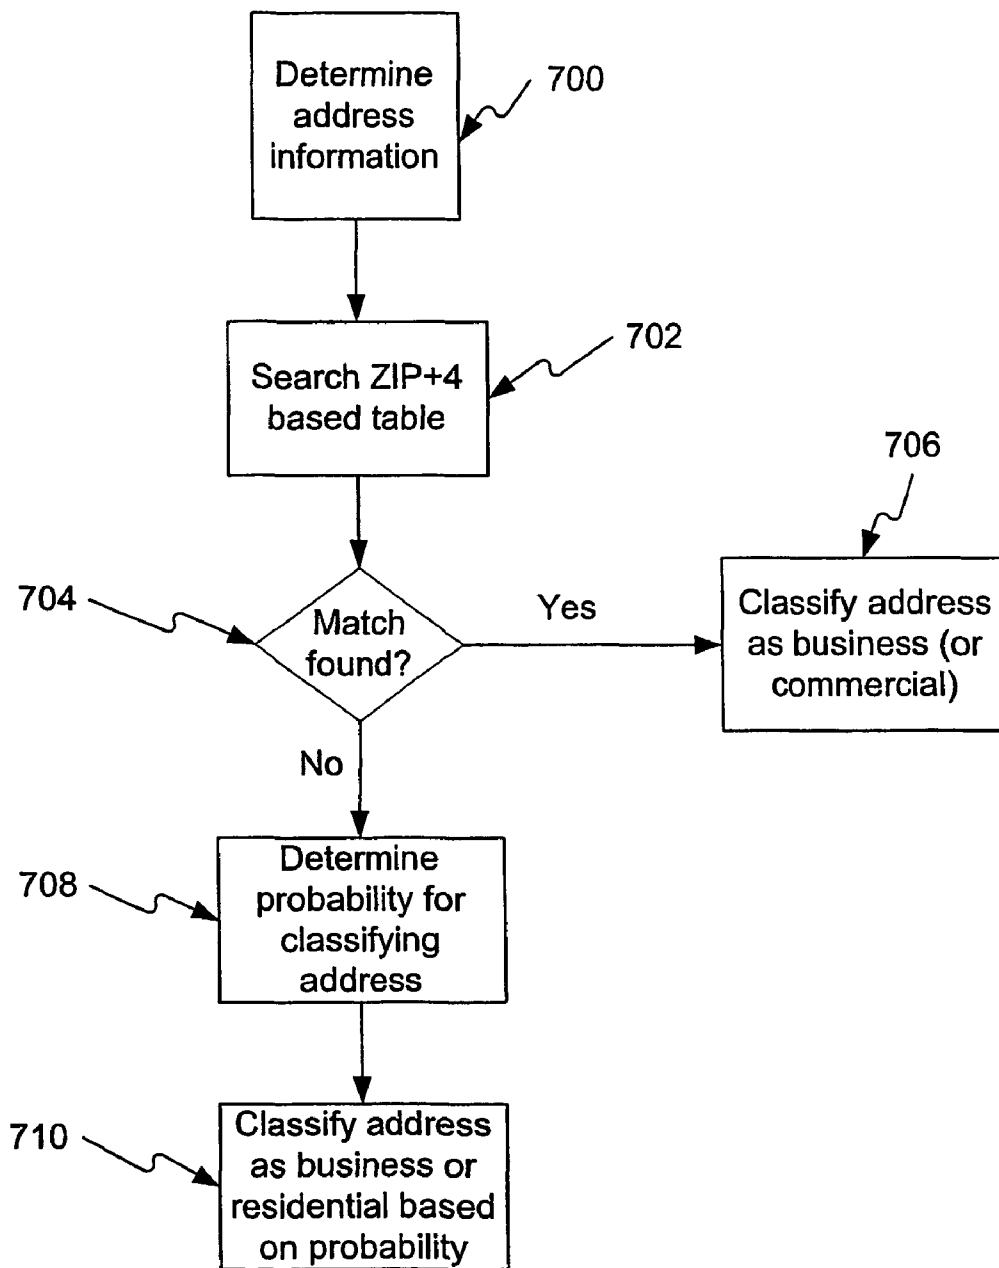 Determine
address
information
700
Search ZIP+4
based table
702
706
704
Match
found?
Yes
Classify address
as business (or
commercial)
No
708
Determine
probability for
classifying
address
710
Classify address
as business or
residential based
on probability